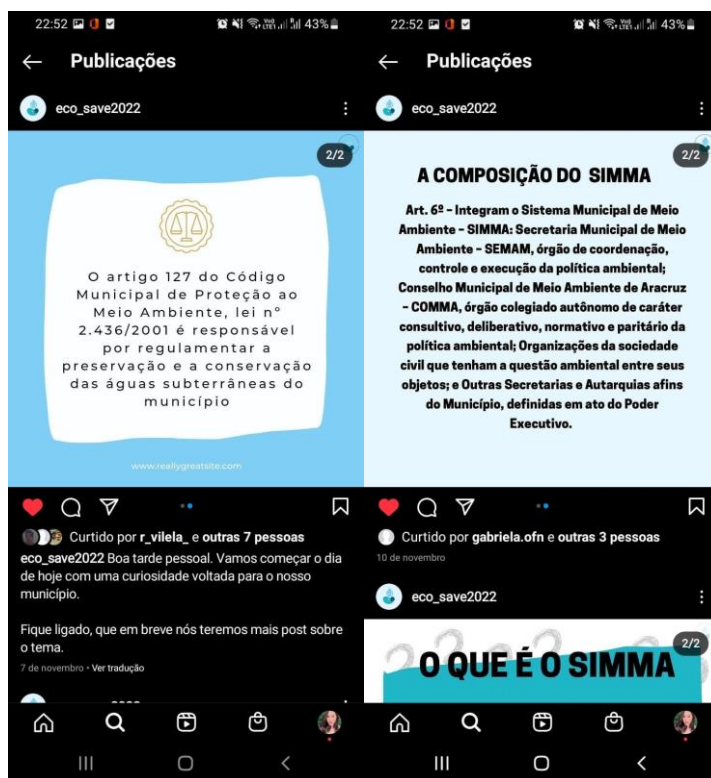 22:52
43%
Publicações
eco_save2022
2/2
O artigo 127 do Código
Municipal de Proteção ao
Meio Ambiente, lei nº
2.436/2001 é responsável
por regulamentar a
preservação e a conservação
das águas subterrâneas do
município
www.reallygreatsite.com
Curtido por r_vilela_ e outras 7 pessoas
eco_save2022 Boa tarde pessoal. Vamos começar o dia
de hoje com uma curiosidade voltada para o nosso
município.
Fique ligado, que em breve nós teremos mais post sobre
o tema.
7 de novembro • Ver tradução
22:52
43%
Publicações
eco_save2022
2/2
A COMPOSIÇÃO DO SIMMA
Art. 6º – Integram o Sistema Municipal de Meio
Ambiente – SIMMA: Secretaria Municipal de Meio
Ambiente – SEMAM, órgão de coordenação,
controle e execução da política ambiental;
Conselho Municipal de Meio Ambiente de Aracruz
– COMMA, órgão colegiado autônomo de caráter
consultivo, deliberativo, normativo e paritário da
política ambiental; Organizações da sociedade
civil que tenham a questão ambiental entre seus
objetos; e Outras Secretarias e Autarquias afins
do Município, definidas em ato do Poder
Executivo.
Curtido por gabriela.ofn e outras 3 pessoas
10 de novembro
eco_save2022
2/2
O QUE É O SIMMA